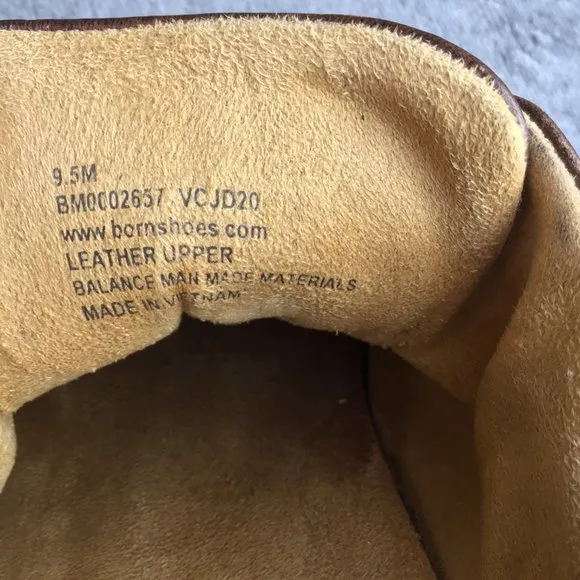 9.5M
BM0002657 VCJD20
www.bornshoes.com
LEATHER UPPER
BALANCE MAN MADE MATERIALS
MADE IN VIETNAM